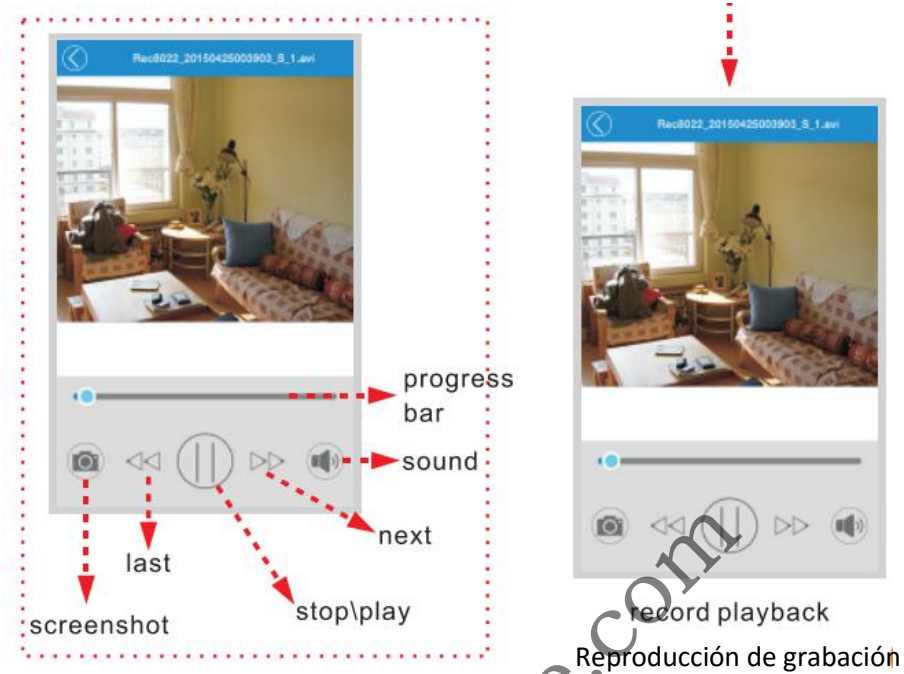 Rec8022_20150425003903_S_1.avi
progress
bar
sound
next
last
stop\play
screenshot
Rec8022_20150425003903_S_1.avi
record playback
Reproducción de grabación